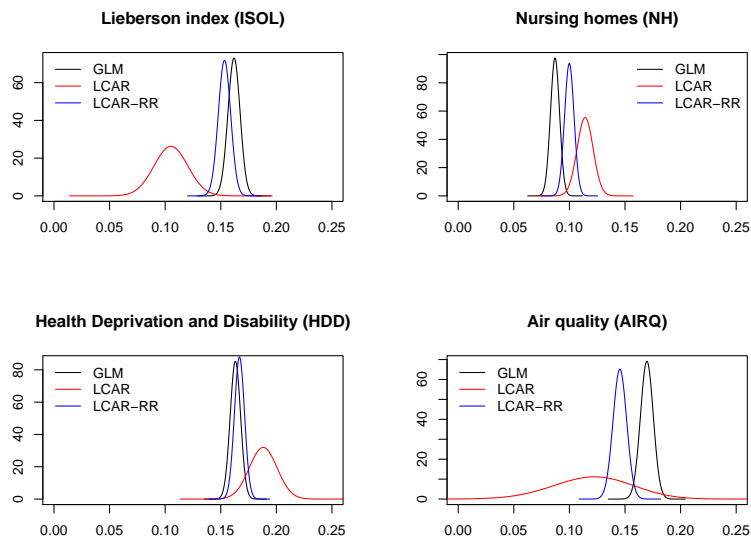 Lieberson index (ISOL)
GLM
LCAR
LCAR−RR
0 20 40 60
0.00 0.05 0.10 0.15 0.20 0.25
Nursing homes (NH)
GLM
LCAR
LCAR−RR
0 20 40 60 80
0.00 0.05 0.10 0.15 0.20 0.25
Health Deprivation and Disability (HDD)
GLM
LCAR
LCAR−RR
0 20 40 60 80
0.00 0.05 0.10 0.15 0.20 0.25
Air quality (AIRQ)
GLM
LCAR
LCAR−RR
0 20 40 60
0.00 0.05 0.10 0.15 0.20 0.25